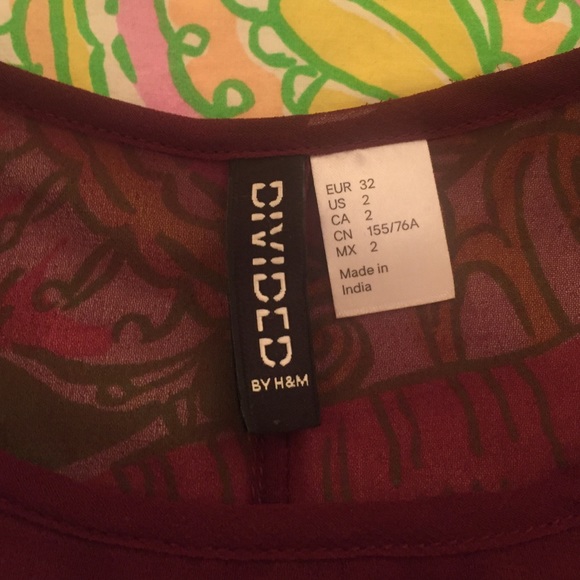 DIVIDED
BY H&M
EUR 32
US 2
CA 2
CN 155/76A
MX 2
Made in
India